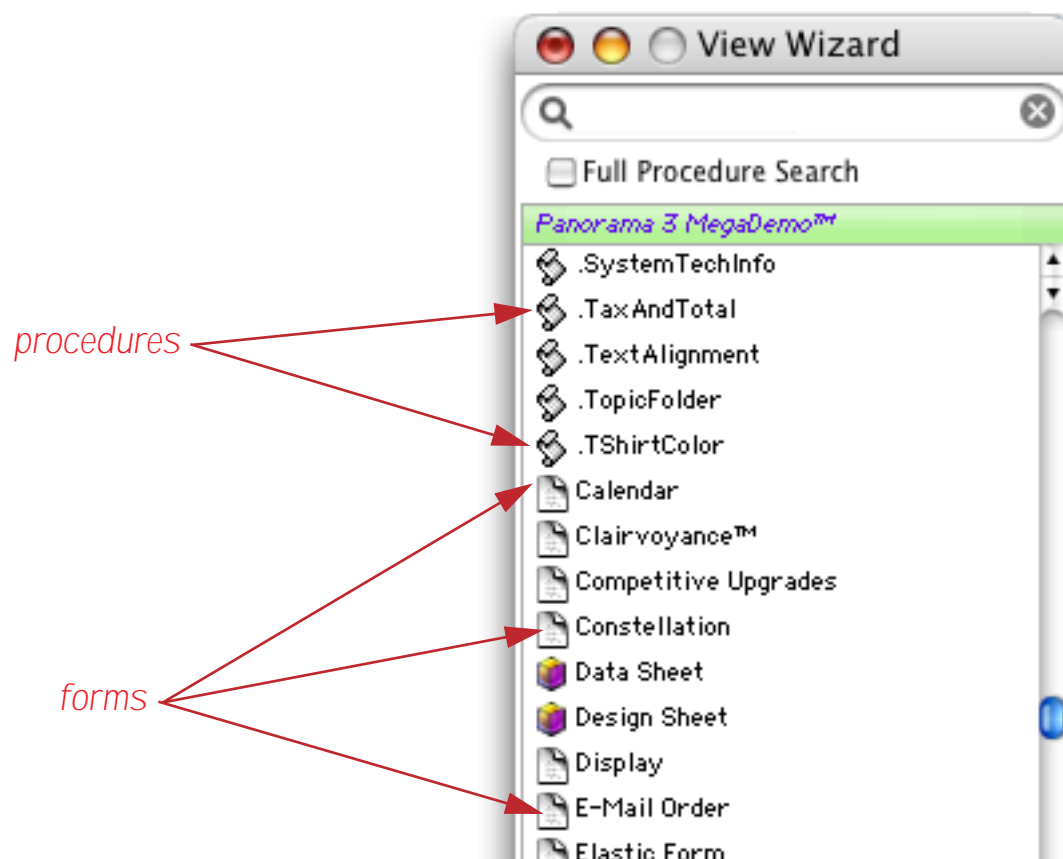 View Wizard
Full Procedure Search
Panorama 3 MegaDemo™
.SystemTechInfo
.TaxAndTotal
procedures
.TextAlignment
.TopicFolder
.TShirtColor
Calendar
Clairvoyance™
Competitive Upgrades
Constellation
Data Sheet
forms
Design Sheet
Display
E-Mail Order
Elastic Form